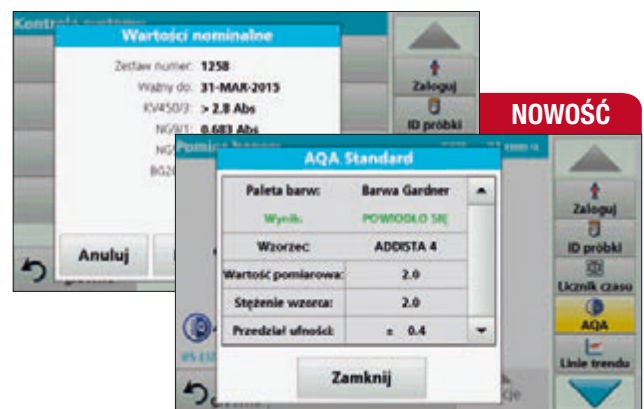 Kontrola systemu
Wartości nominalne
Zestaw numer: 1258
Ważny do: 31-MAR-2015
KV450/3: > 2.8 Abs
NG9/1: 0.683 Abs
Anuluj
Zaloguj
ID próbki
NOWOŚĆ
Pomiar barwy
AQA Standard
Paleta barw: Barwa Gardner
Wynik: POWIODŁO SIĘ
Wzorzec: ADDISTA 4
Wartość pomiarowa: 2.0
Stężenie wzorca: 2.0
Przedział ufności: ± 0.4
Zamknij
Zaloguj
ID próbki
Licznik czasu
AQA
Linie trendu